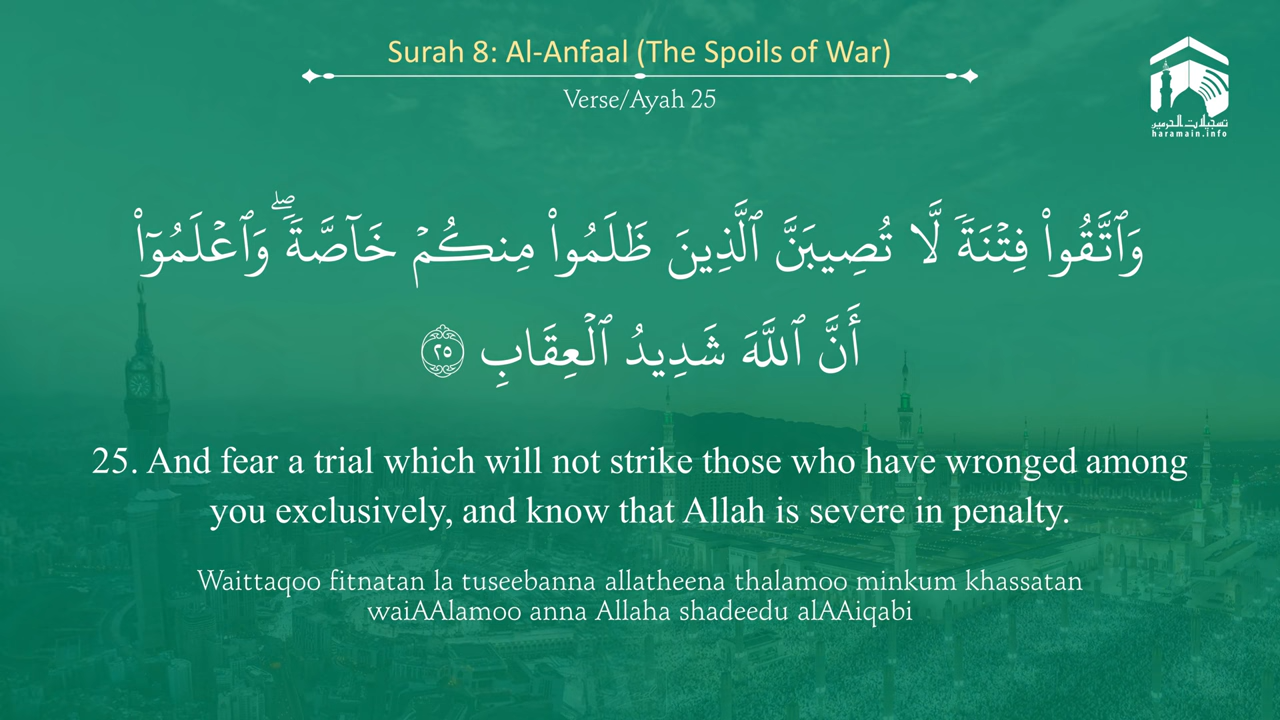 Surah 8: Al-Anfaal (The Spoils of War)
Verse/Ayah 25
تسجيلات الحرمين
haramain.info
وَٱتَّقُوا۟ فِتْنَةًۭ لَّا تُصِيبَنَّ ٱلَّذِينَ ظَلَمُوا۟ مِنكُمْ خَآصَّةًۭ ۖ وَٱعْلَمُوٓا۟
أَنَّ ٱللَّهَ شَدِيدُ ٱلْعِقَابِ ٢٥
25. And fear a trial which will not strike those who have wronged among
you exclusively, and know that Allah is severe in penalty.
Waittaqoo fitnatan la tuseebanna allatheena thalamoo minkum khassatan
waiAAlamoo anna Allaha shadeedu alAAiqabi